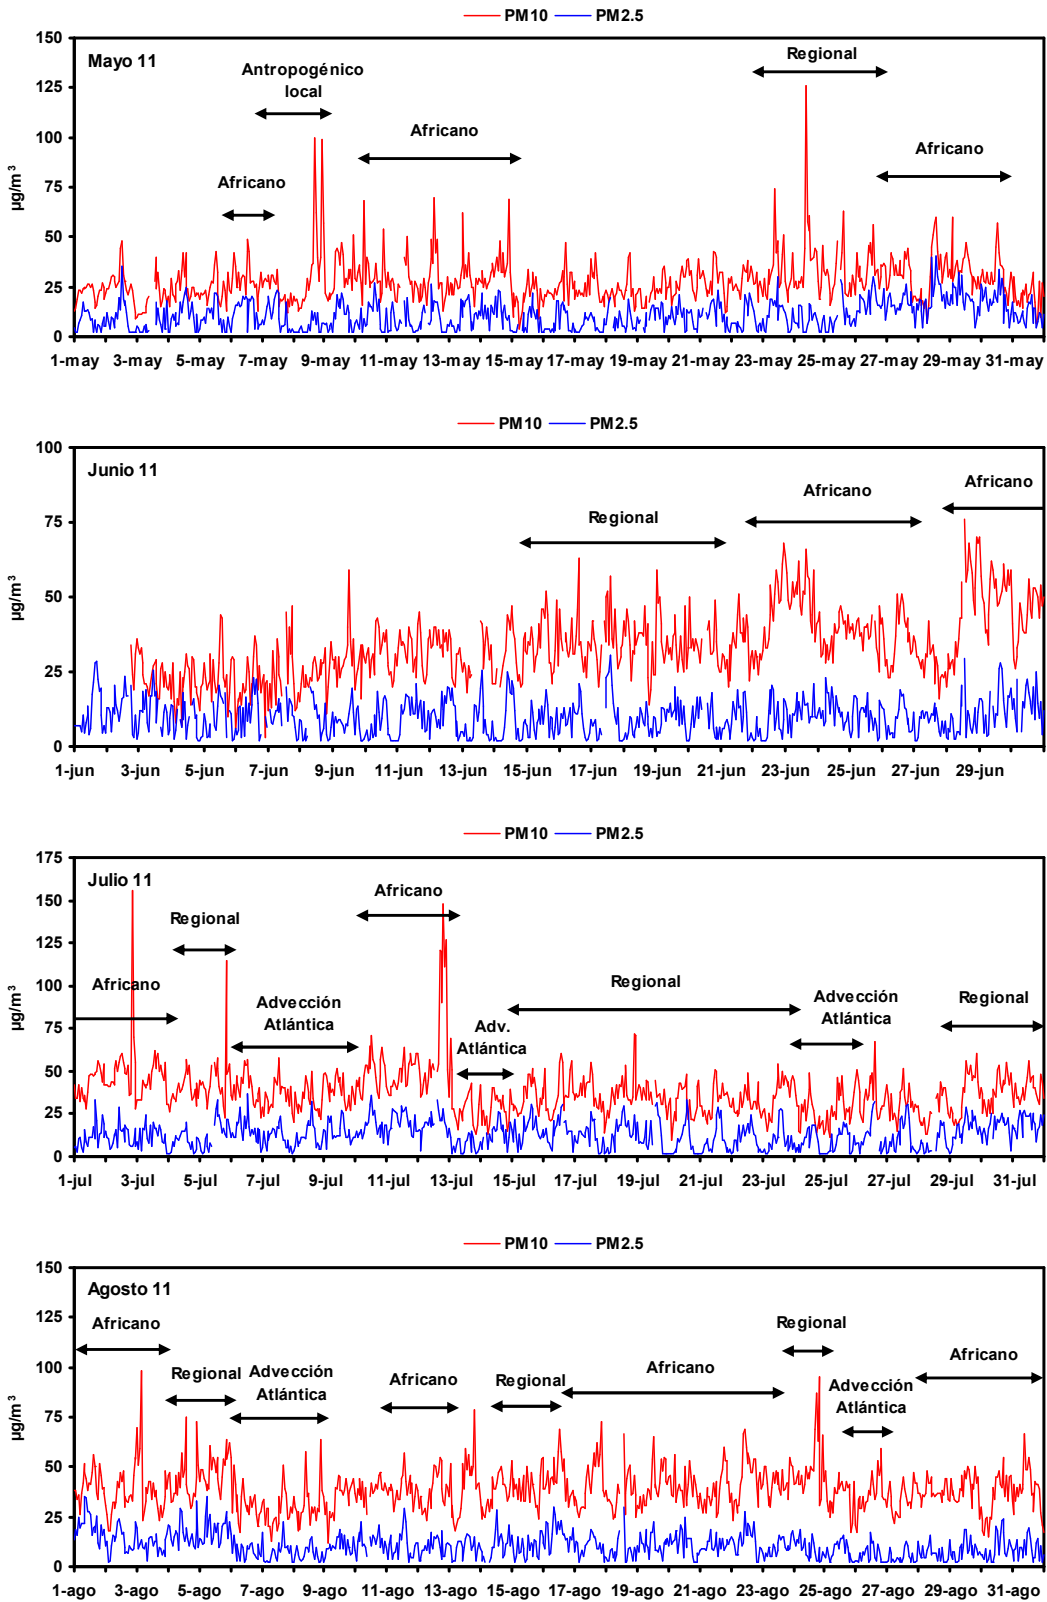 PM10 PM2.5
150
125
100
75
50
25
0
µg/m³
Mayo 11
Antropogénico
local
Africano
Africano
Regional
Africano
1-may 3-may 5-may 7-may 9-may 11-may 13-may 15-may 17-may 19-may 21-may 23-may 25-may 27-may 29-may 31-may
PM10 PM2.5
100
75
50
25
0
µg/m³
Junio 11
Regional
Africano
Africano
1-jun 3-jun 5-jun 7-jun 9-jun 11-jun 13-jun 15-jun 17-jun 19-jun 21-jun 23-jun 25-jun 27-jun 29-jun
PM10 PM2.5
175
150
125
100
75
50
25
0
µg/m³
Julio 11
Africano
Regional
Advección
Atlántica
Africano
Adv.
Atlántica
Regional
Advección
Atlántica
Regional
1-jul 3-jul 5-jul 7-jul 9-jul 11-jul 13-jul 15-jul 17-jul 19-jul 21-jul 23-jul 25-jul 27-jul 29-jul 31-jul
PM10 PM2.5
150
125
100
75
50
25
0
µg/m³
Agosto 11
Africano
Regional
Advección
Atlántica
Africano
Regional
Africano
Regional
Advección
Atlántica
Africano
1-ago 3-ago 5-ago 7-ago 9-ago 11-ago 13-ago 15-ago 17-ago 19-ago 21-ago 23-ago 25-ago 27-ago 29-ago 31-ago